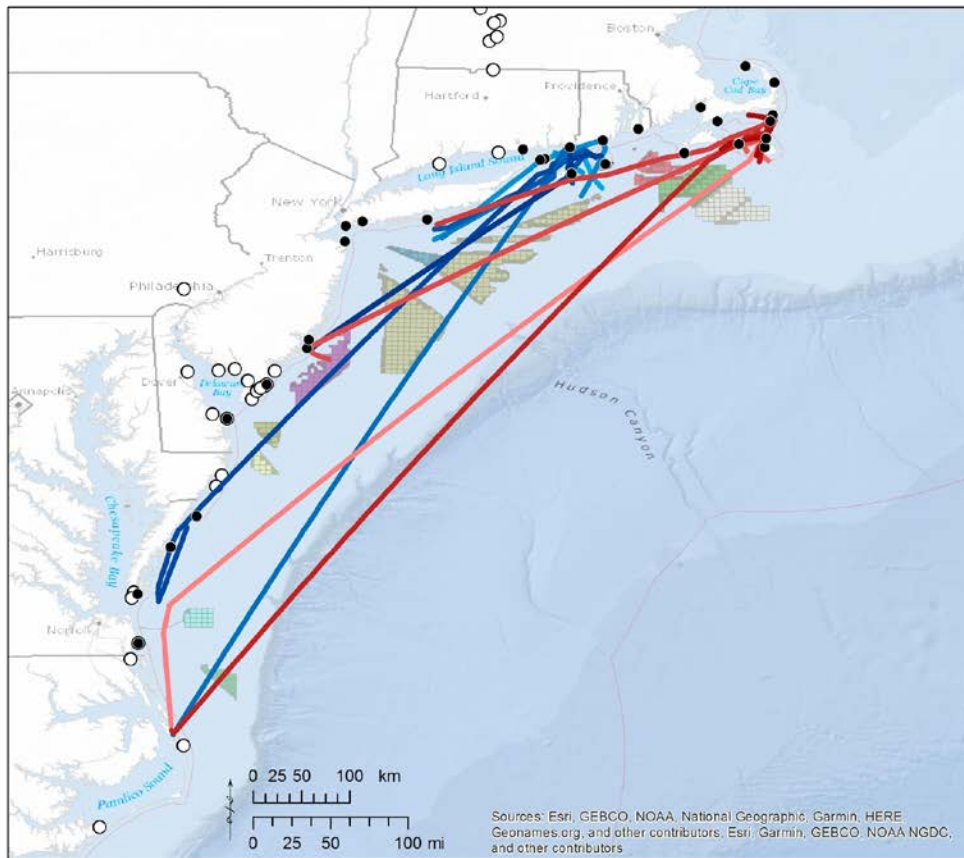 Boston
Cape
Cod Bay
Hartford
Providence
Long Island Sound
New York
Harrisburg
Trenton
Philadelphia
Annapolis
Dover
Delaware
Bay
Hudson Canyon
Chesapeake Bay
Norfolk
Pamlico Sound
0 25 50 100 km
0 25 50 100 mi
Sources: Esri, GEBCO, NOAA, National Geographic, Garmin, HERE,
Geonames.org, and other contributors, Esri, Garmin, GEBCO, NOAA NGDC,
and other contributors